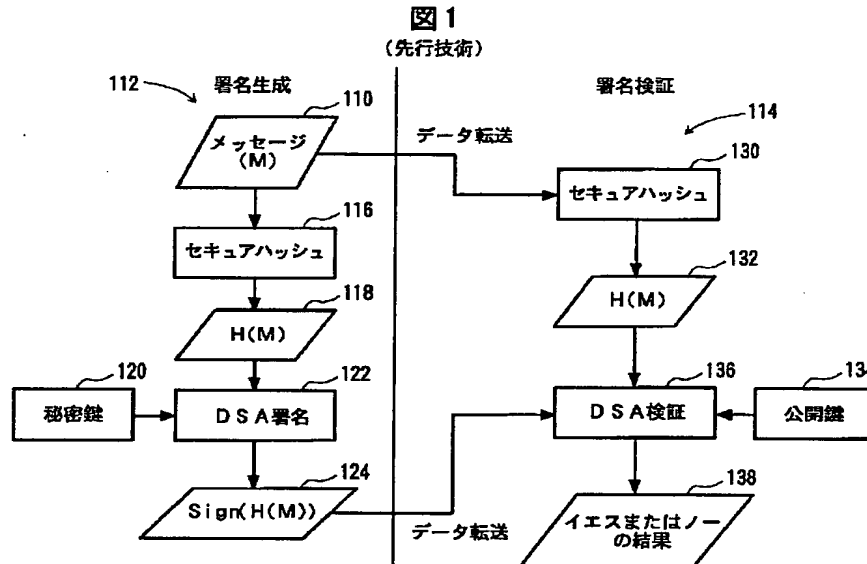 図1
(先行技術)
112
署名生成
署名検証
110
114
メッセージ
(M)
データ転送
130
セキュアハッシュ
116
セキュアハッシュ
132
H(M)
118
H(M)
120
122
136
秘密鍵
DSA署名
DSA検証
公開鍵
124
138
Sign(H(M))
データ転送
イエスまたはノー
の結果